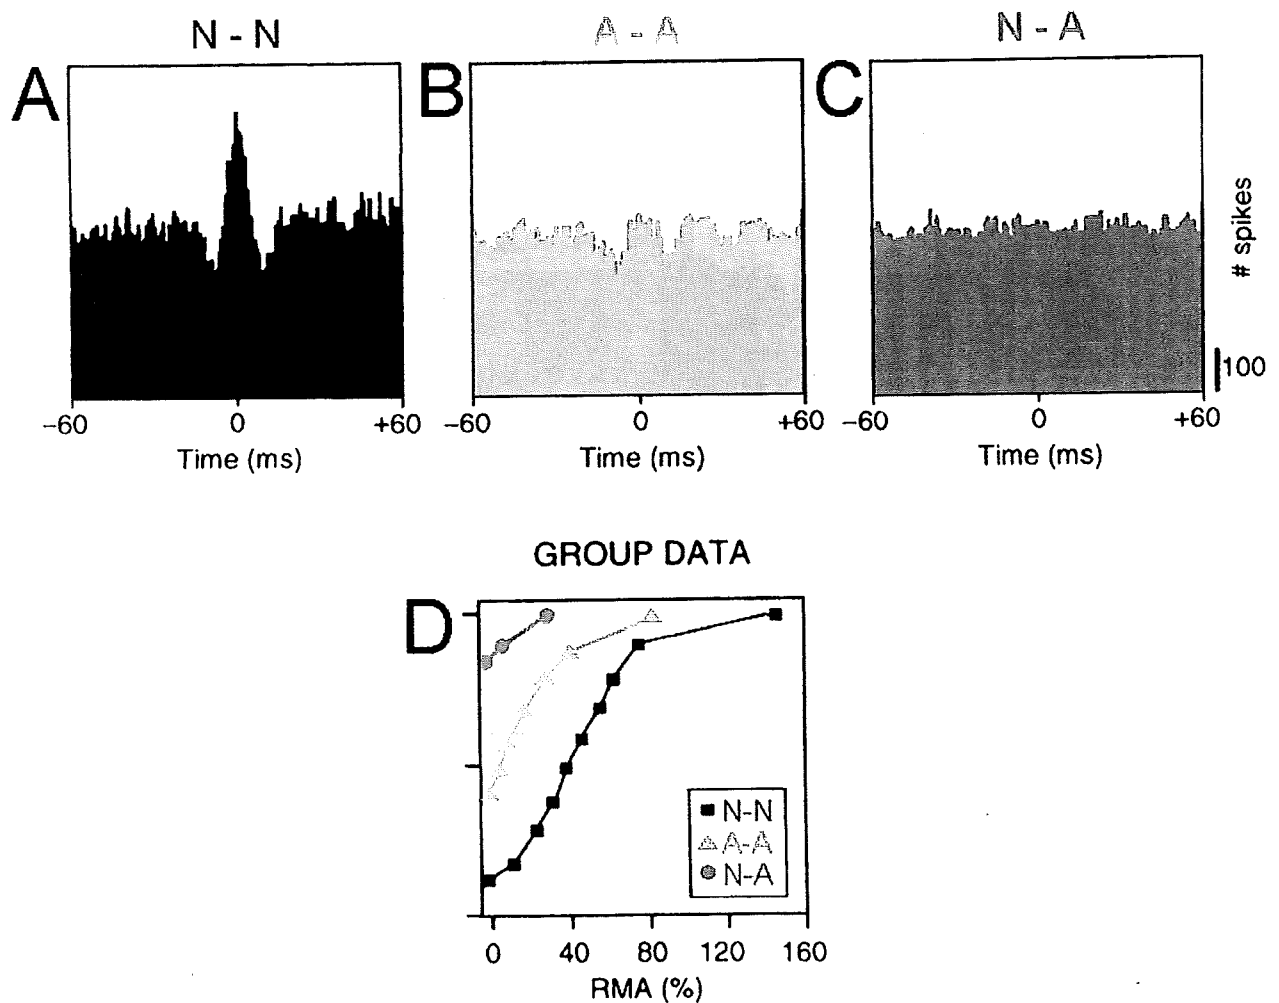 N - N
A - A
N - A
A
B
C
# spikes
100
−60
0
+60
−60
0
+60
−60
0
+60
Time (ms)
Time (ms)
Time (ms)
GROUP DATA
D
N-N
A-A
N-A
0
40
80
120
160
RMA (%)